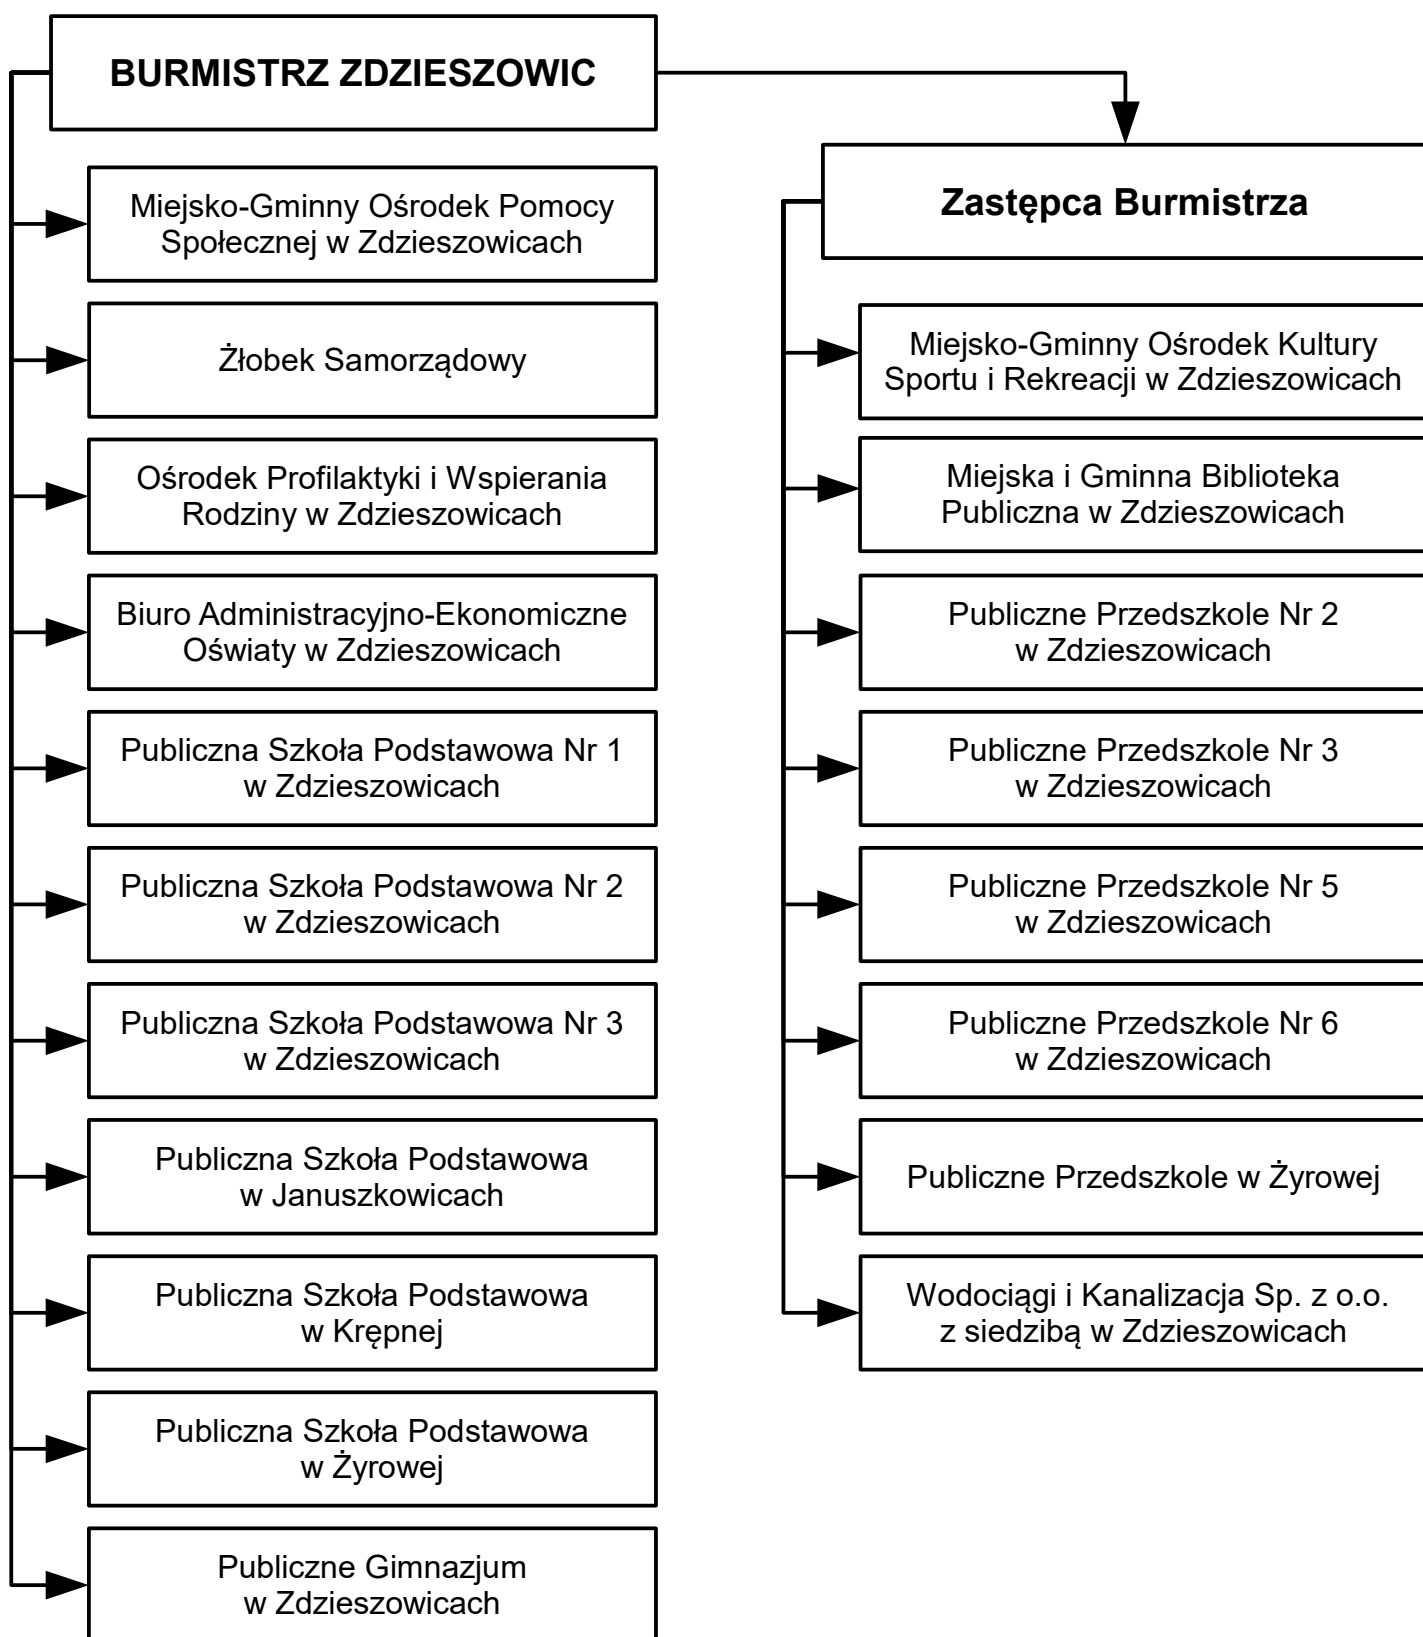 BURMISTRZ ZDZIESZOWIC
Miejsko-Gminny Ośrodek Pomocy
Społecznej w Zdzieszowicach
Żłobek Samorządowy
Ośrodek Profilaktyki i Wspierania
Rodziny w Zdzieszowicach
Biuro Administracyjno-Ekonomiczne
Oświaty w Zdzieszowicach
Publiczna Szkoła Podstawowa Nr 1
w Zdzieszowicach
Publiczna Szkoła Podstawowa Nr 2
w Zdzieszowicach
Publiczna Szkoła Podstawowa Nr 3
w Zdzieszowicach
Publiczna Szkoła Podstawowa
w Januszkowicach
Publiczna Szkoła Podstawowa
w Krępnej
Publiczna Szkoła Podstawowa
w Żyrowej
Publiczne Gimnazjum
w Zdzieszowicach
Zastępca Burmistrza
Miejsko-Gminny Ośrodek Kultury
Sportu i Rekreacji w Zdzieszowicach
Miejska i Gminna Biblioteka
Publiczna w Zdzieszowicach
Publiczne Przedszkole Nr 2
w Zdzieszowicach
Publiczne Przedszkole Nr 3
w Zdzieszowicach
Publiczne Przedszkole Nr 5
w Zdzieszowicach
Publiczne Przedszkole Nr 6
w Zdzieszowicach
Publiczne Przedszkole w Żyrowej
Wodociągi i Kanalizacja Sp. z o.o.
z siedzibą w Zdzieszowicach